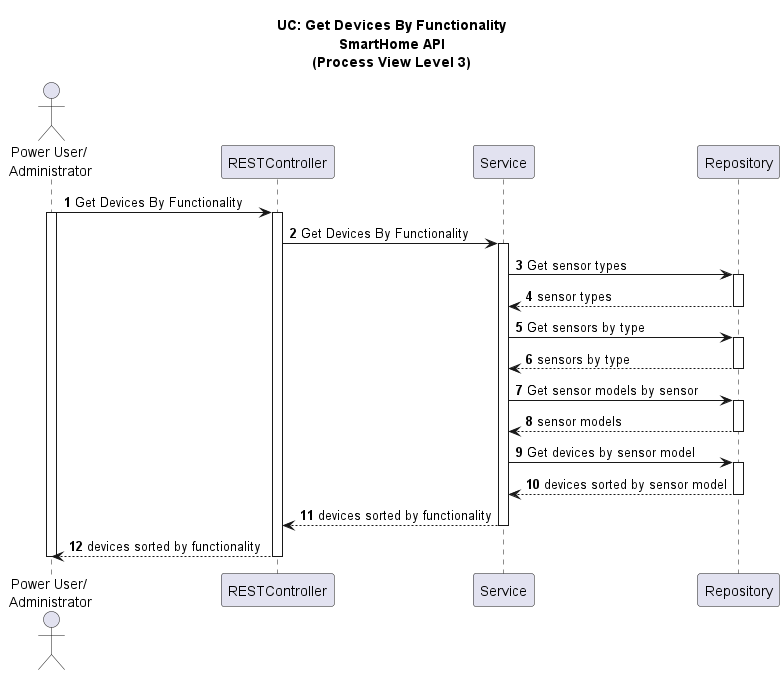 UC: Get Devices By Functionality
SmartHome API
(Process View Level 3)
Power User/
Administrator
RESTController
Service
Repository
1 Get Devices By Functionality
2 Get Devices By Functionality
3 Get sensor types
4 sensor types
5 Get sensors by type
6 sensors by type
7 Get sensor models by sensor
8 sensor models
9 Get devices by sensor model
10 devices sorted by sensor model
11 devices sorted by functionality
12 devices sorted by functionality
Power User/
Administrator
RESTController
Service
Repository